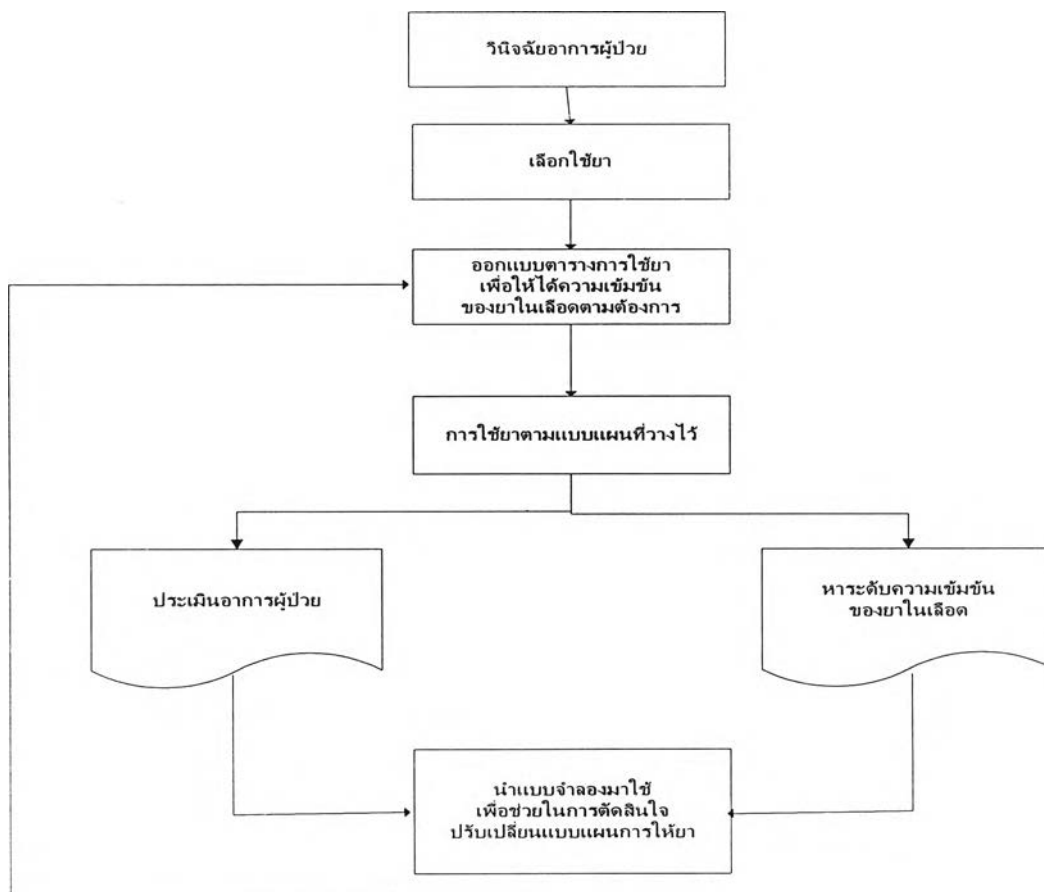 วินิจฉัยอาการผู้ป่วย
เลือกใช้ยา
ออกแบบตารางการใช้ยา
เพื่อให้ได้ความเข้มข้น
ของยาในเลือดตามต้องการ
การใช้ยาตามแบบแผนที่วางไว้
ประเมินอาการผู้ป่วย
หาระดับความเข้มข้น
ของยาในเลือด
นำแบบจำลองมาใช้
เพื่อช่วยในการตัดสินใจ
ปรับเปลี่ยนแบบแผนการให้ยา